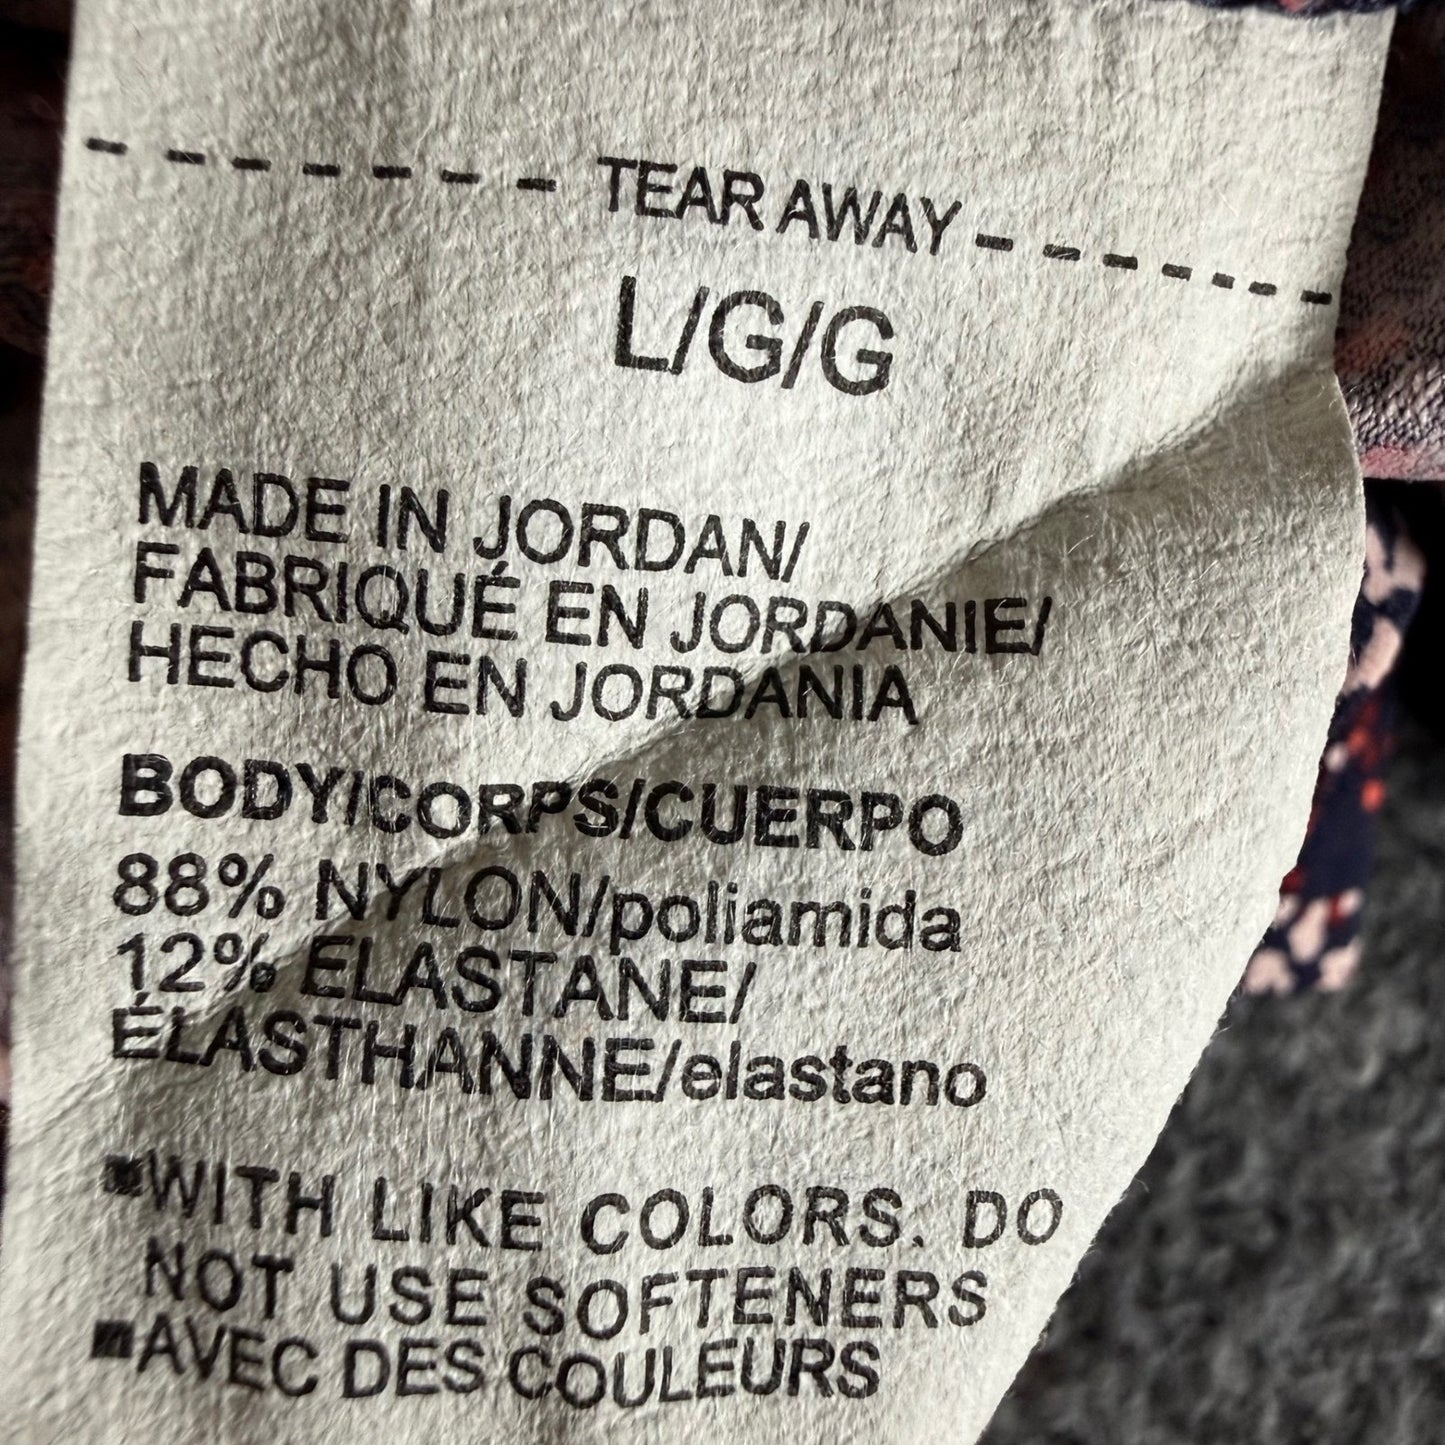 TEAR AWAY
L/G/G
MADE IN JORDAN/
FABRIQUÉ EN JORDANIE/
HECHO EN JORDANIA
BODY/CORPS/CUERPO
88% NYLON/poliamida
12% ELASTANE/
ÉLASTHANNE/elastano
▪WITH LIKE COLORS. DO
NOT USE SOFTENERS
▪AVEC DES COULEURS